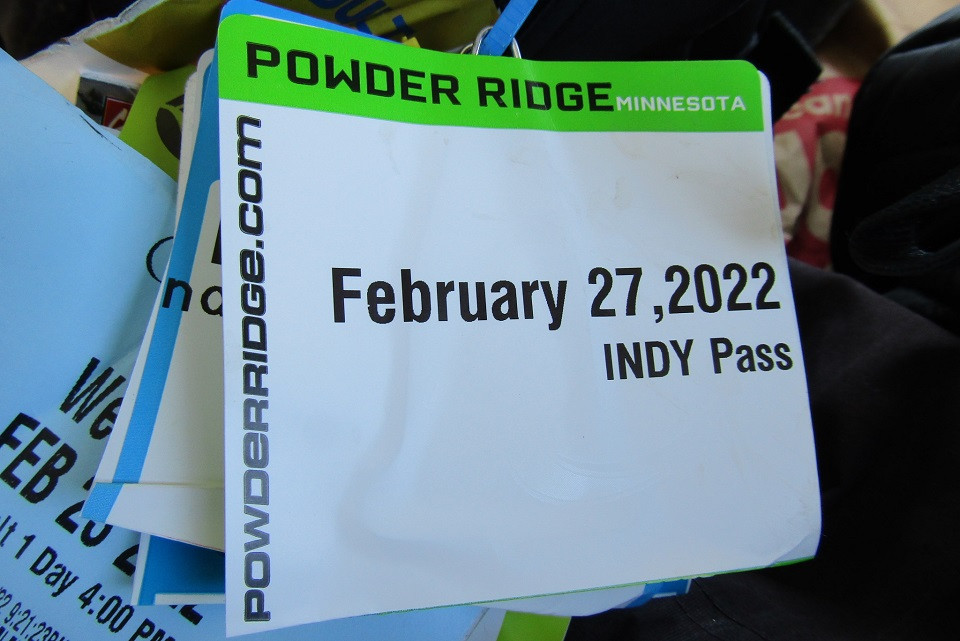 POWDER RIDGE MINNESOTA
POWDERRIDGE.com
February 27,2022
INDY Pass
FEB
1 Day 4:00 PM